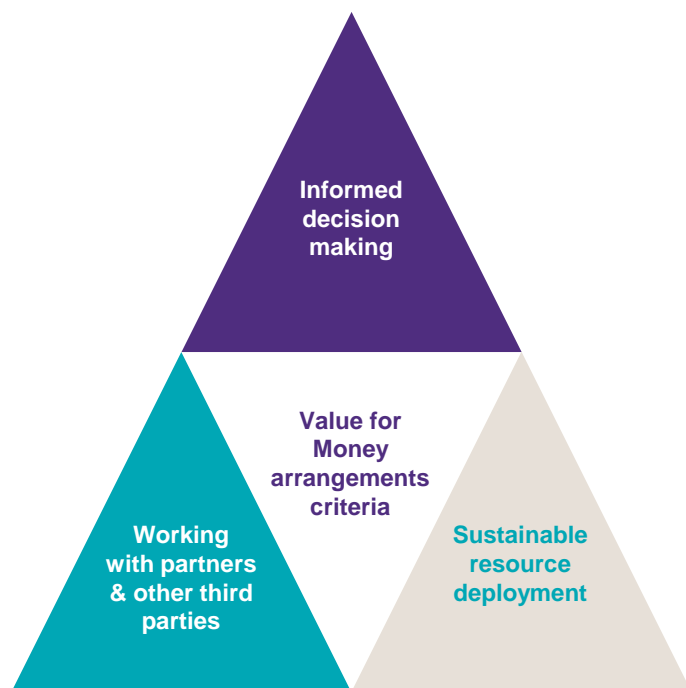 Informed
decision
making
Value for
Money
arrangements
criteria
Working
with partners
& other third
parties
Sustainable
resource
deployment